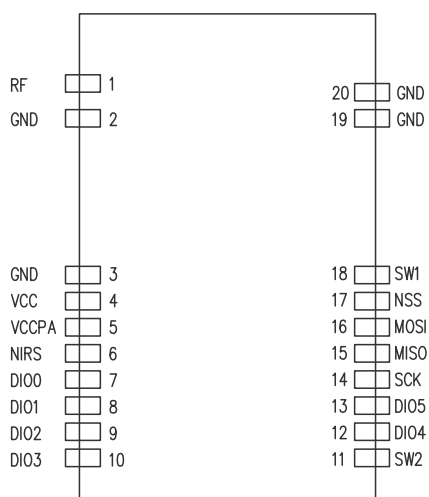 RF 1
20 GND
GND 2
19 GND
GND 3
18 SW1
VCC 4
17 NSS
VCCPA 5
16 MOSI
NIRS 6
15 MISO
DIO0 7
14 SCK
DIO1 8
13 DIO5
DIO2 9
12 DIO4
DIO3 10
11 SW2